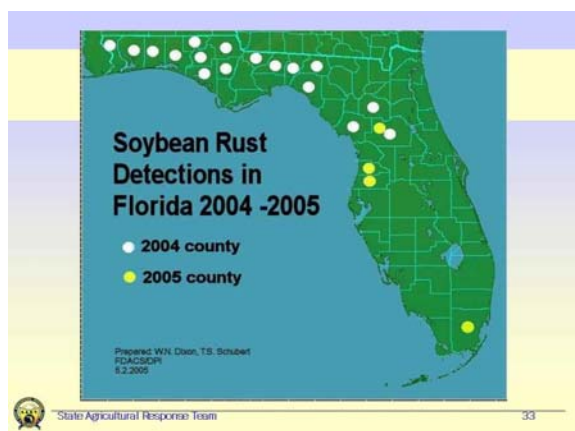 Soybean Rust
Detections in
Florida 2004 -2005
2004 county
2005 county
Prepared: W.N. Dixon, T.S. Schubert
FDACS/DPI
5.2.2005
State Agricultural Response Team
33